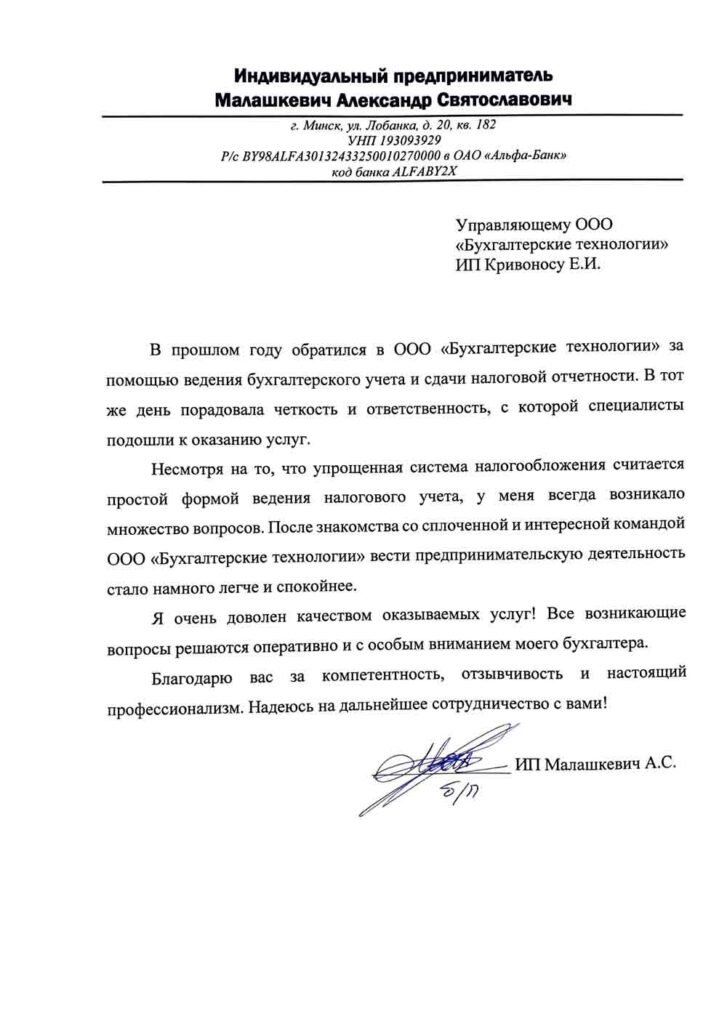 Индивидуальный предприниматель
Малашкевич Александр Святославович
г. Минск, ул. Лобанка, д. 20, кв. 182
УНП 193093929
Р/с BY98ALFA30132433250010270000 в ОАО «Альфа-Банк»
код банка ALFABY2X
Управляющему ООО
«Бухгалтерские технологии»
ИП Кривоносу Е.И.
В прошлом году обратился в ООО «Бухгалтерские технологии» за
помощью ведения бухгалтерского учета и сдачи налоговой отчетности. В тот
же день порадовала четкость и ответственность, с которой специалисты
подошли к оказанию услуг.
Несмотря на то, что упрощенная система налогообложения считается
простой формой ведения налогового учета, у меня всегда возникало
множество вопросов. После знакомства со сплоченной и интересной командой
ООО «Бухгалтерские технологии» вести предпринимательскую деятельность
стало намного легче и спокойнее.
Я очень доволен качеством оказываемых услуг! Все возникающие
вопросы решаются оперативно и с особым вниманием моего бухгалтера.
Благодарю вас за компетентность, отзывчивость и настоящий
профессионализм. Надеюсь на дальнейшее сотрудничество с вами!
ИП Малашкевич А.С.
б/п